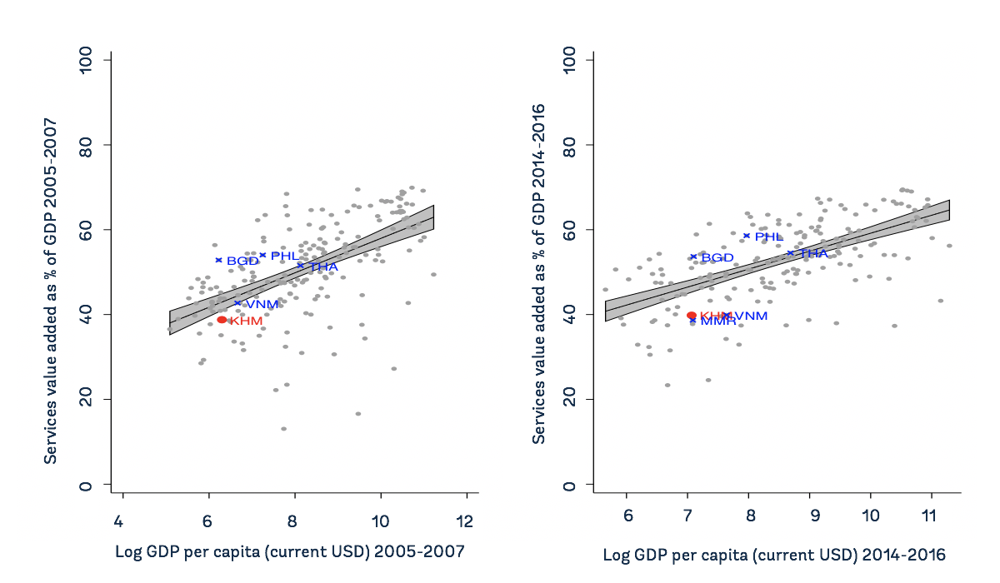 Services value added as % of GDP 2005-2007
100
80
60
40
20
0
BGD
PHL
THA
VNM
KHM
4 6 8 10 12
Log GDP per capita (current USD) 2005-2007
Services value added as % of GDP 2014-2016
100
80
60
40
20
0
PHL
BGD
THA
KHM
VNM
MMR
6 7 8 9 10 11
Log GDP per capita (current USD) 2014-2016